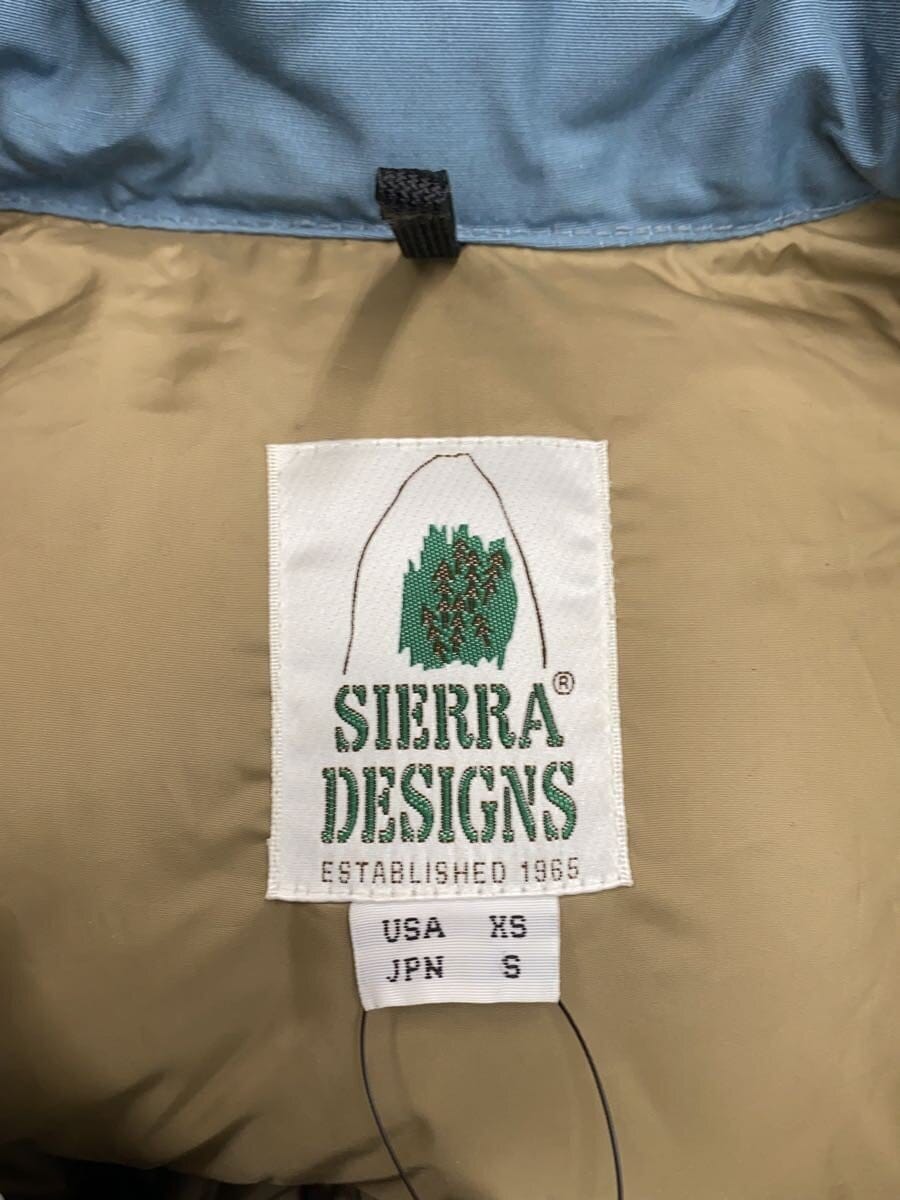 SIERRA®
DESIGNS
ESTABLISHED 1965
USA XS
JPN S